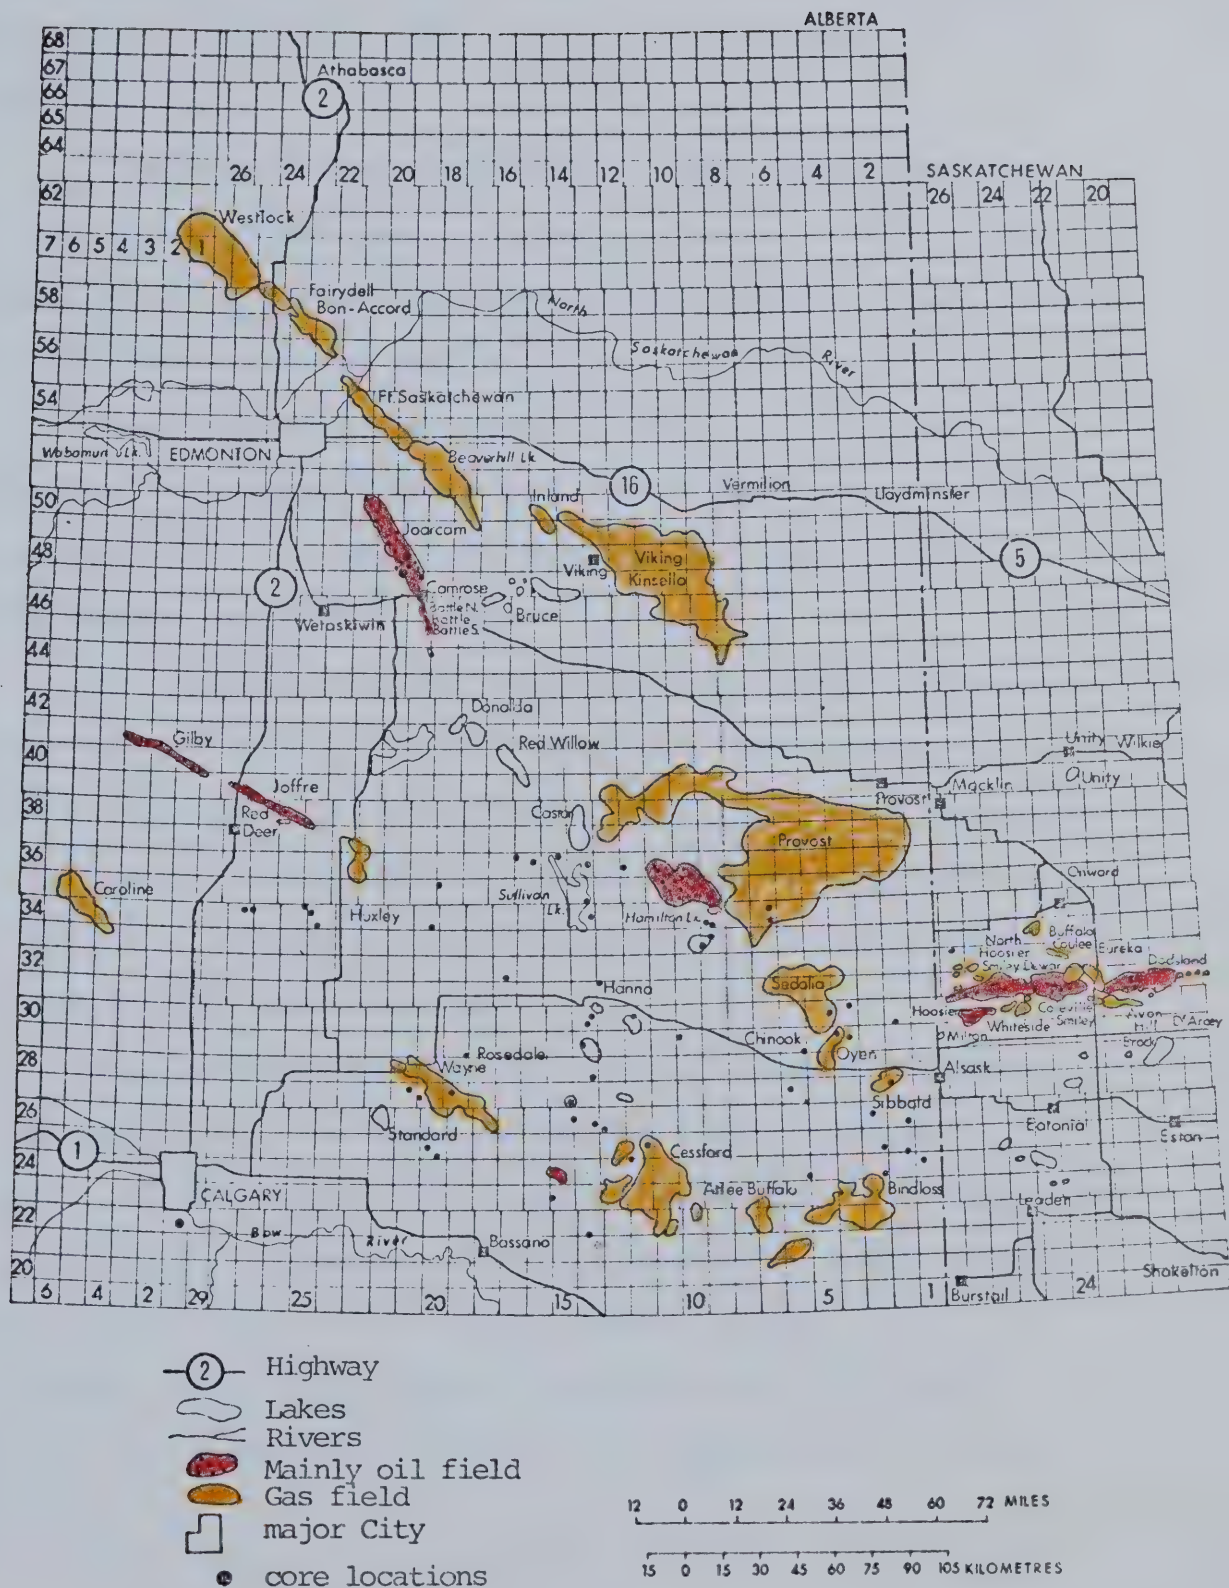 ALBERTA
68
67
66
65
64
62
Athabasca
2
26 24 22 20 18 16 14 12 10 8 6 4 2
SASKATCHEWAN
26 24 22 20
Westlock
7 6 5 4 3 2 1
58
Fairydell
Bon-Accord
North
Saskatchewan
River
56
54
Ft. Saskatchewan
Wabamun Lk.
EDMONTON
Beaverhill Lk.
16
Vermilion
Lloydminster
50
Inland
Joarcam
48
Viking
Viking
Kinsella
5
2
Camrose
46
Battle N.
Battle
Battle S.
Bruce
Wetaskiwin
44
42
Donalda
Gilby
Red Willow
Unity
Wilkie
40
Unity
Joffre
Provost
Macklin
38
Red
Deer
Castor
Provost
36
Caroline
Sullivan
Lk.
Hamilton Lk.
34
Huxley
Buffalo
Coulee
Eureka
North
Hoosier
Smiley Dewar
Dodsland
32
Hanna
Sedalia
30
Hoosier
Coleville
Smiley
Whiteside
Avon
Hill
D'Arcy
Milton
Brock
Chinook
Oyen
28
Rosedale
Wayne
Alsask
Sibbald
26
Standard
Eatonia
Eston
1
24
Cessford
CALGARY
Atlee Buffalo
Bindloss
Leader
22
Bow
River
Bassano
20
Shakelton
6 4 2 29 25 20 15 10 5 1
Burstall
24
2 Highway
Lakes
Rivers
Mainly oil field
Gas field
major City
core locations
12 0 12 24 36 48 60 72 MILES
15 0 15 30 45 60 75 90 105 KILOMETRES